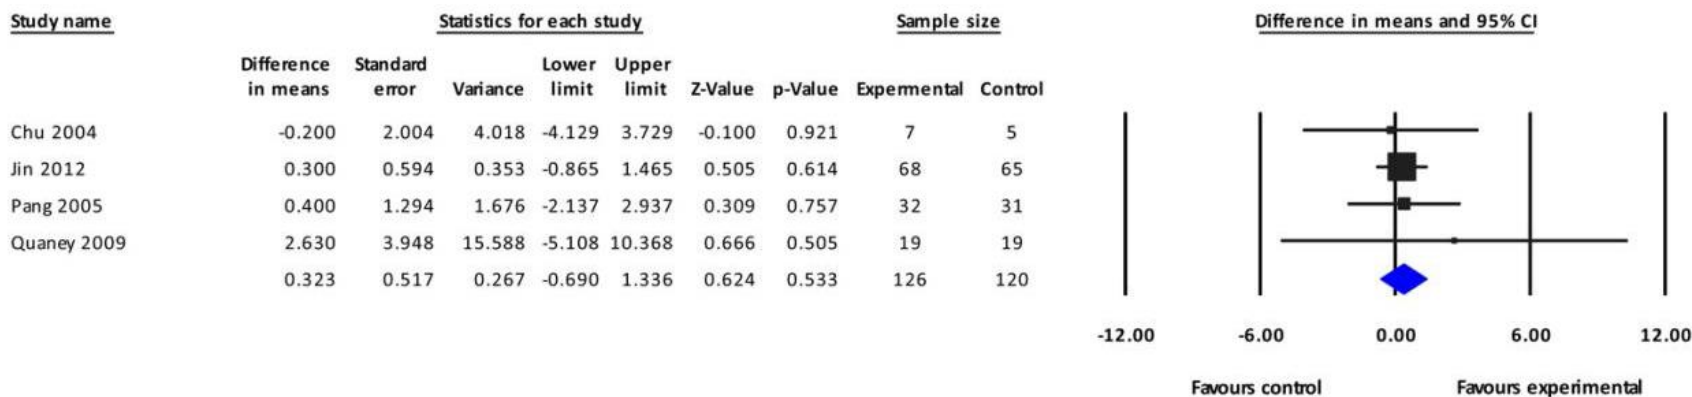 Study name Statistics for each study Sample size Difference in means and 95% CI
Difference Standard Lower Upper
in means error Variance limit limit Z-Value p-Value Expermental Control
Chu 2004 -0.200 2.004 4.018 -4.129 3.729 -0.100 0.921 7 5
Jin 2012 0.300 0.594 0.353 -0.865 1.465 0.505 0.614 68 65
Pang 2005 0.400 1.294 1.676 -2.137 2.937 0.309 0.757 32 31
Quaney 2009 2.630 3.948 15.588 -5.108 10.368 0.666 0.505 19 19
0.323 0.517 0.267 -0.690 1.336 0.624 0.533 126 120
-12.00 -6.00 0.00 6.00 12.00
Favours control Favours experimental